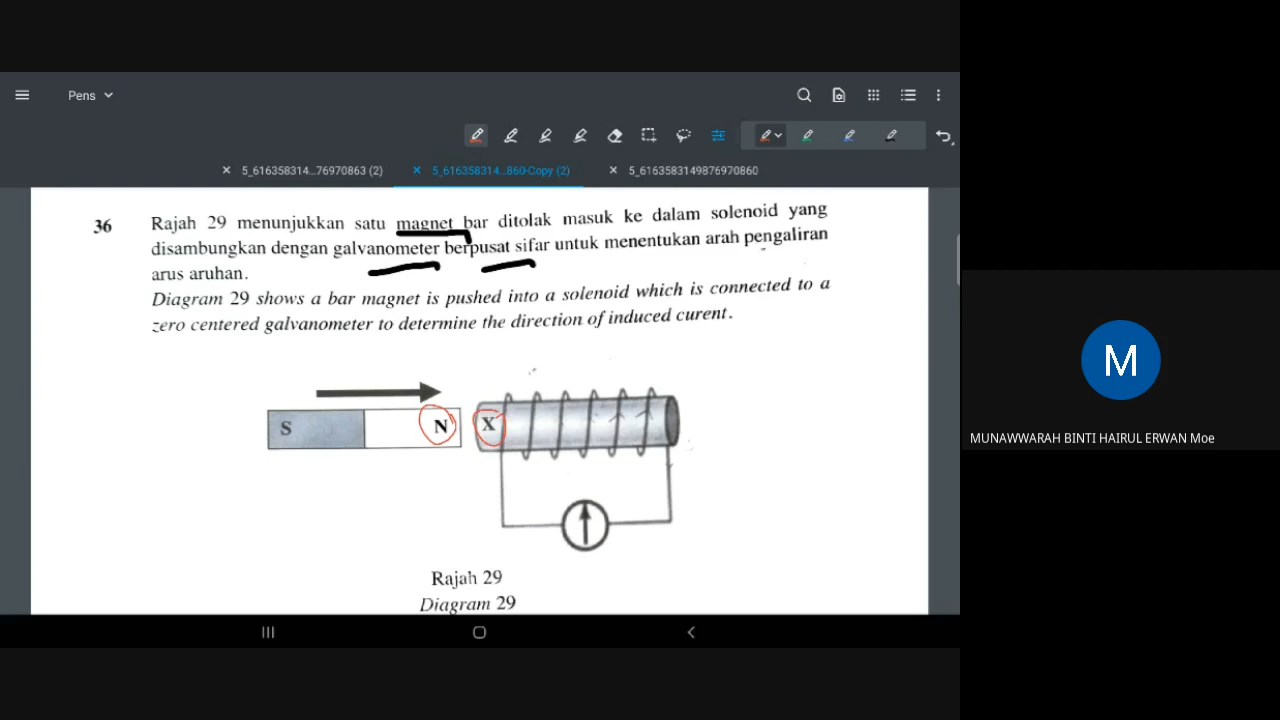 Pens
5_616358314...76970863 (2)
5_616358314...860-Copy (2)
5_6163583149876970860
36 Rajah 29 menunjukkan satu magnet bar ditolak masuk ke dalam solenoid yang
disambungkan dengan galvanometer berpusat sifar untuk menentukan arah pengaliran
arus aruhan.
Diagram 29 shows a bar magnet is pushed into a solenoid which is connected to a
zero centered galvanometer to determine the direction of induced curent.
S N X
Rajah 29
Diagram 29
M
MUNAWWARAH BINTI HAIRUL ERWAN Moe